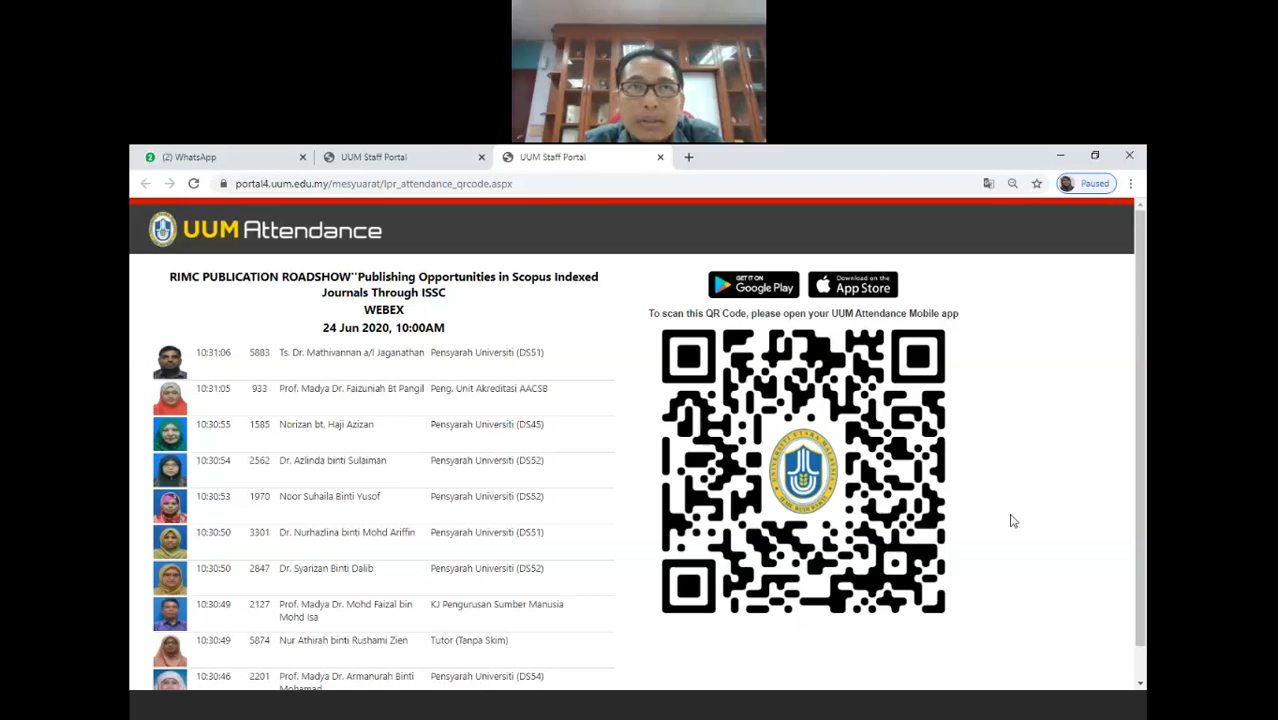 (2) WhatsApp
UUM Staff Portal
UUM Staff Portal
portal4.uum.edu.my/mesyuarat/lpr_attendance_qrcode.aspx
Paused
UUM Attendance
RIMC PUBLICATION ROADSHOW¨Publishing Opportunities in Scopus Indexed
Journals Through ISSC
WEBEX
24 Jun 2020, 10:00AM
GET IT ON
Google Play
Download on the
App Store
To scan this QR Code, please open your UUM Attendance Mobile app
10:31:06 5883 Ts. Dr. Mathivannan a/l Jaganathan Pensyarah Universiti (DS51)
10:31:05 933 Prof. Madya Dr. Faizuniah Bt Pangil Peng. Unit Akreditasi AACSB
10:30:55 1585 Norizan bt. Haji Azizan Pensyarah Universiti (DS45)
10:30:54 2562 Dr. Azlinda binti Sulaiman Pensyarah Universiti (DS52)
10:30:53 1970 Noor Suhaila Binti Yusof Pensyarah Universiti (DS52)
10:30:50 3301 Dr. Nurhazlina binti Mohd Ariffin Pensyarah Universiti (DS51)
10:30:50 2847 Dr. Syarizan Binti Dalib Pensyarah Universiti (DS52)
10:30:49 2127 Prof. Madya Dr. Mohd Faizal bin KJ Pengurusan Sumber Manusia
Mohd Isa
10:30:49 5874 Nur Athirah binti Rushami Zien Tutor (Tanpa Skim)
10:30:46 2201 Prof. Madya Dr. Armanurah Binti Pensyarah Universiti (DS54)
Mohamad
UNIVERSITI UTARA MALAYSIA
ILMU BUDI BAKTI